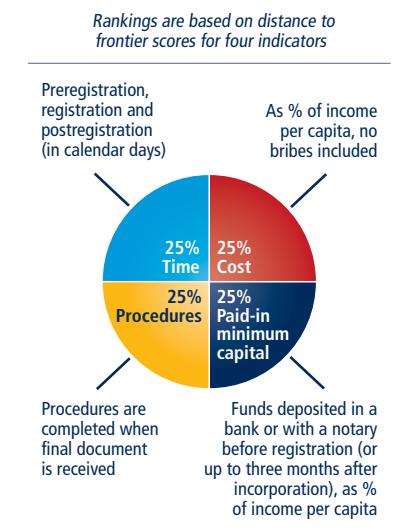 Rankings are based on distance to
frontier scores for four indicators
Preregistration,
registration and
postregistration
(in calendar days)
As % of income
per capita, no
bribes included
25%
Time
25%
Cost
25%
Procedures
25%
Paid-in
minimum
capital
Procedures are
completed when
final document
is received
Funds deposited in a
bank or with a notary
before registration (or
up to three months after
incorporation), as %
of income per capita